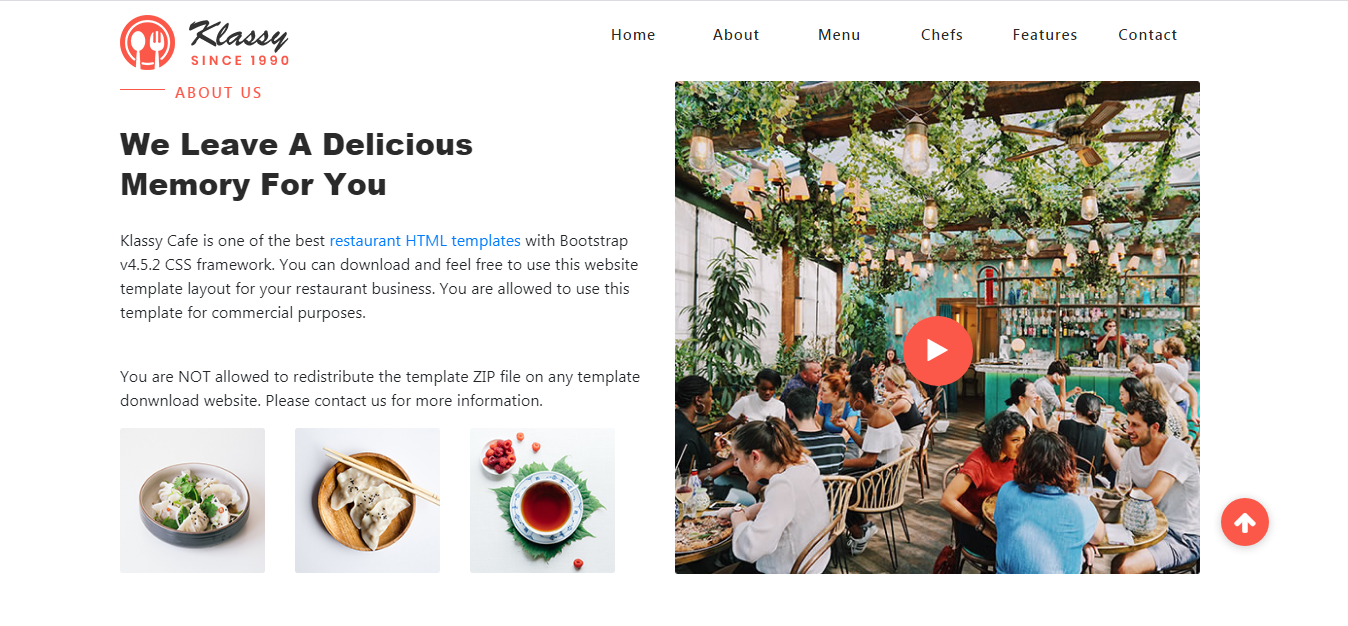 Klassy
SINCE 1990
Home About Menu Chefs Features Contact
ABOUT US
We Leave A Delicious
Memory For You
Klassy Cafe is one of the best restaurant HTML templates with Bootstrap
v4.5.2 CSS framework. You can download and feel free to use this website
template layout for your restaurant business. You are allowed to use this
template for commercial purposes.
You are NOT allowed to redistribute the template ZIP file on any template
donwnload website. Please contact us for more information.